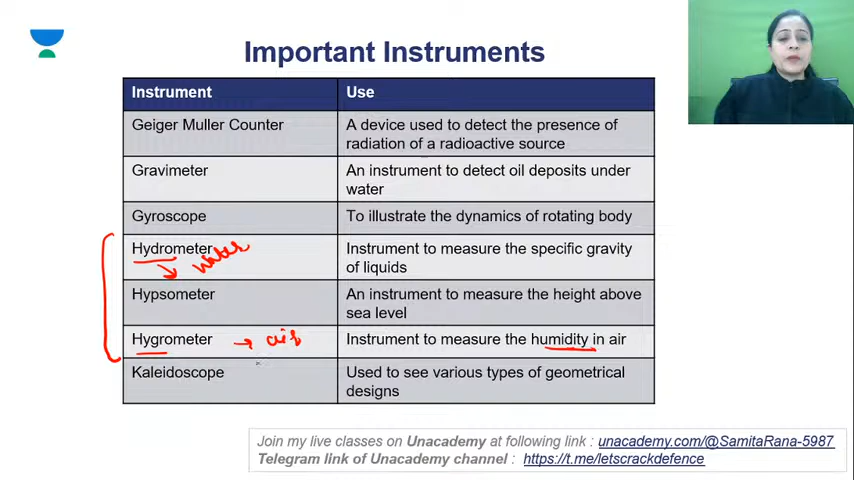 Important Instruments
Instrument Use
Geiger Muller Counter A device used to detect the presence of
radiation of a radioactive source
Gravimeter An instrument to detect oil deposits under
water
Gyroscope To illustrate the dynamics of rotating body
Hydrometer Instrument to measure the specific gravity
of liquids
water
Hypsometer An instrument to measure the height above
sea level
Hygrometer air Instrument to measure the humidity in air
Kaleidoscope Used to see various types of geometrical
designs
Join my live classes on Unacademy at following link : unacademy.com/@SamitaRana-5987
Telegram link of Unacademy channel : https://t.me/letscrackdefence